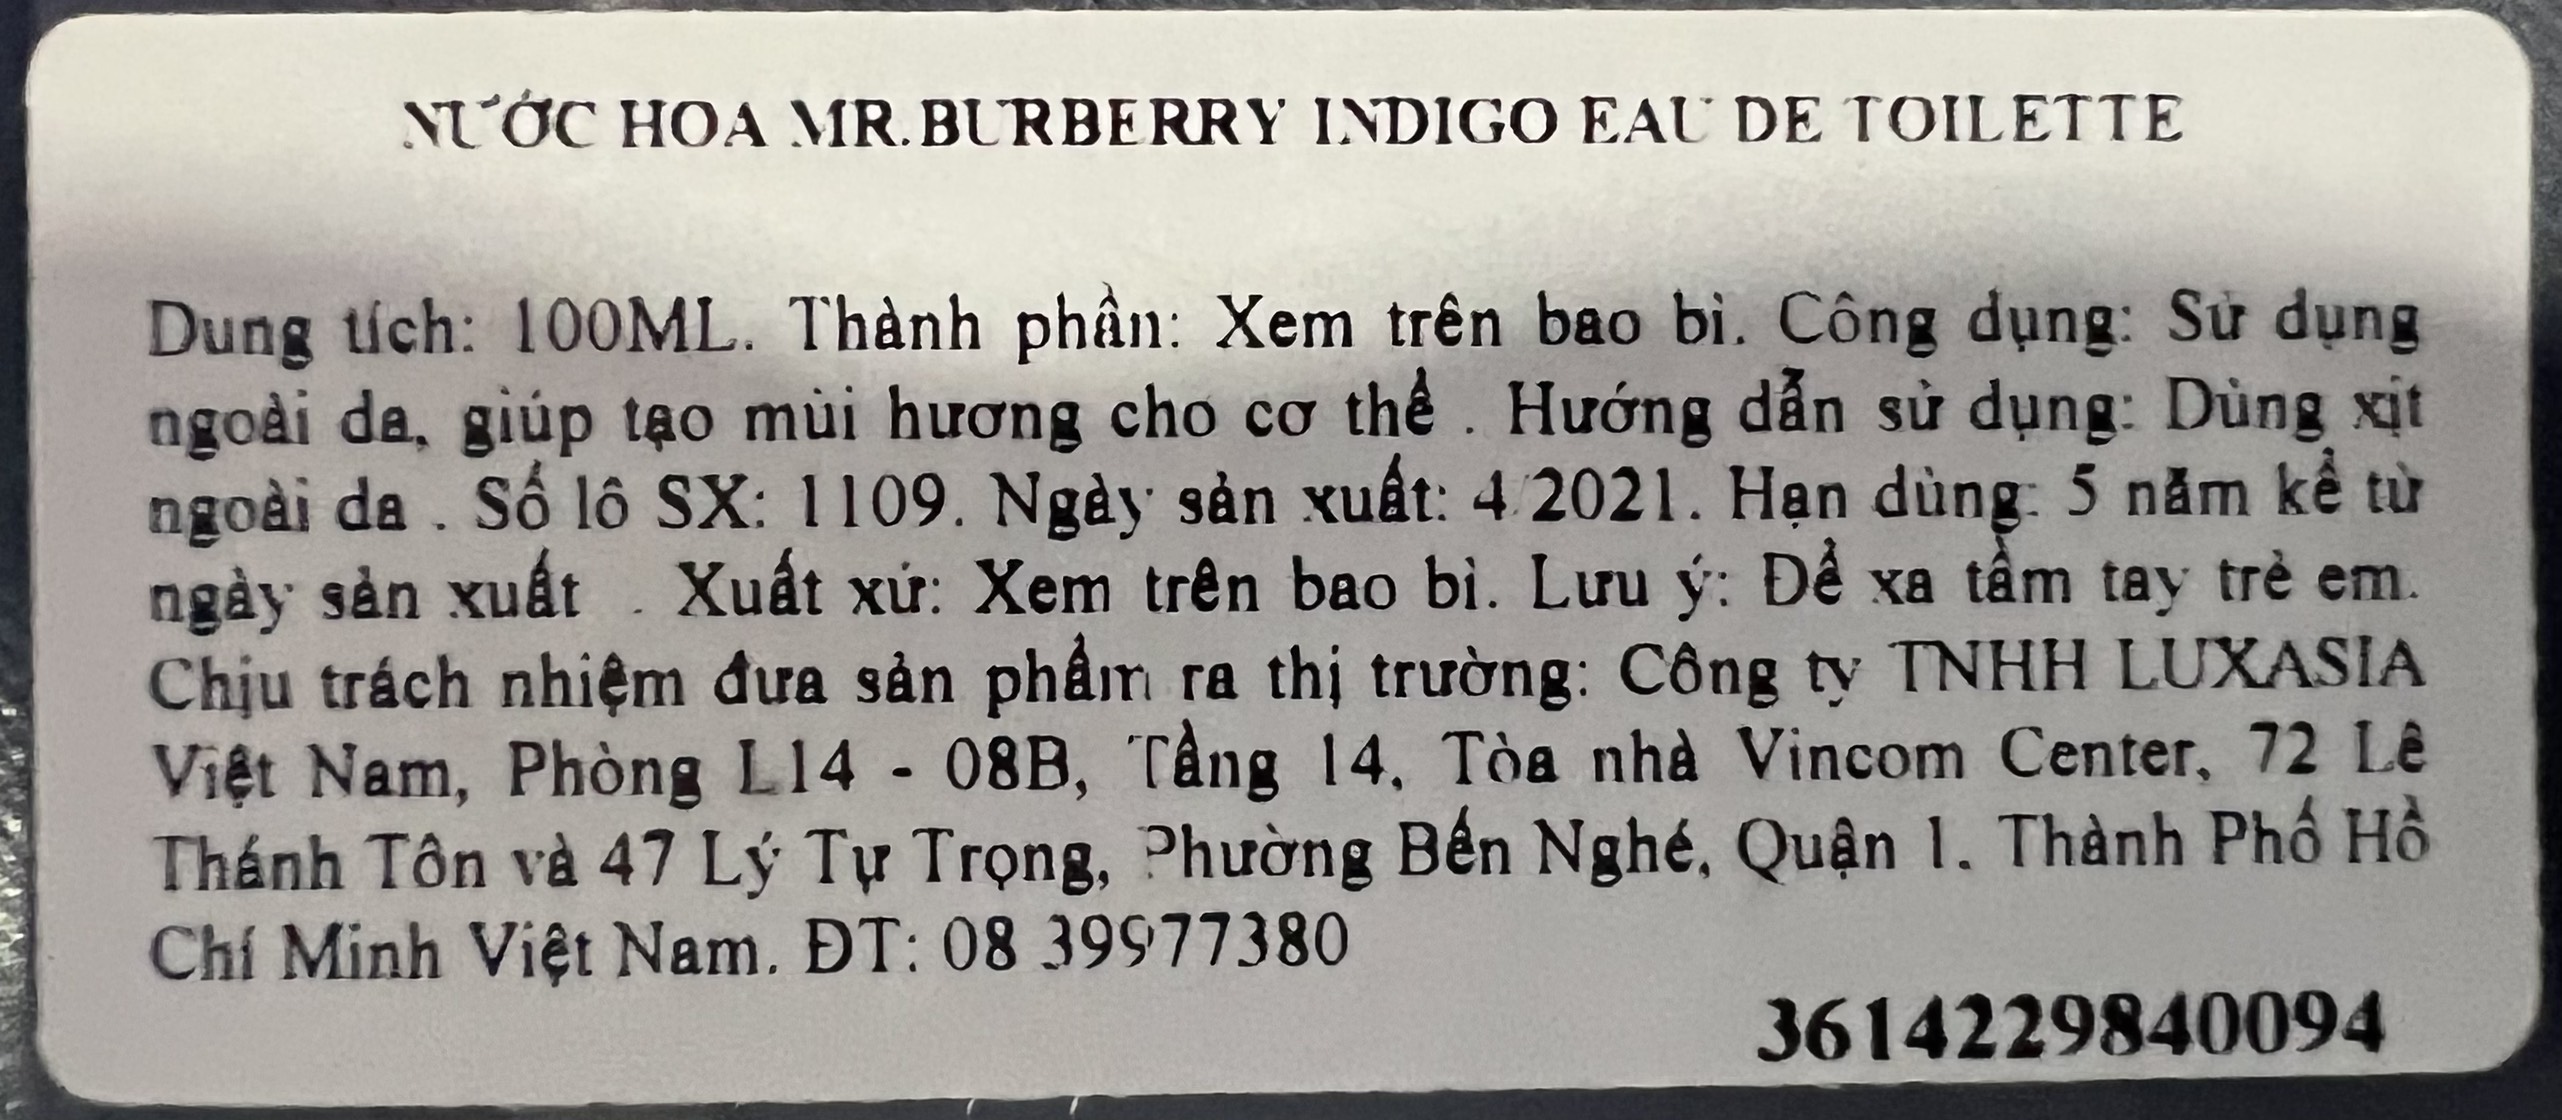 NƯỚC HOA MR.BURBERRY INDIGO EAU DE TOILETTE
Dung tích: 100ML. Thành phần: Xem trên bao bì. Công dụng: Sử dụng
ngoài da, giúp tạo mùi hương cho cơ thể . Hướng dẫn sử dụng: Dùng xịt
ngoài da . Số lô SX: 1109. Ngày sản xuất: 4/2021. Hạn dùng: 5 năm kể từ
ngày sản xuất . Xuất xứ: Xem trên bao bì. Lưu ý: Để xa tầm tay trẻ em.
Chịu trách nhiệm đưa sản phẩm ra thị trường: Công ty TNHH LUXASIA
Việt Nam, Phòng L14 - 08B, Tầng 14, Tòa nhà Vincom Center, 72 Lê
Thánh Tôn và 47 Lý Tự Trọng, Phường Bến Nghé, Quận 1. Thành Phố Hồ
Chí Minh Việt Nam. ĐT: 08 39977380
3614229840094